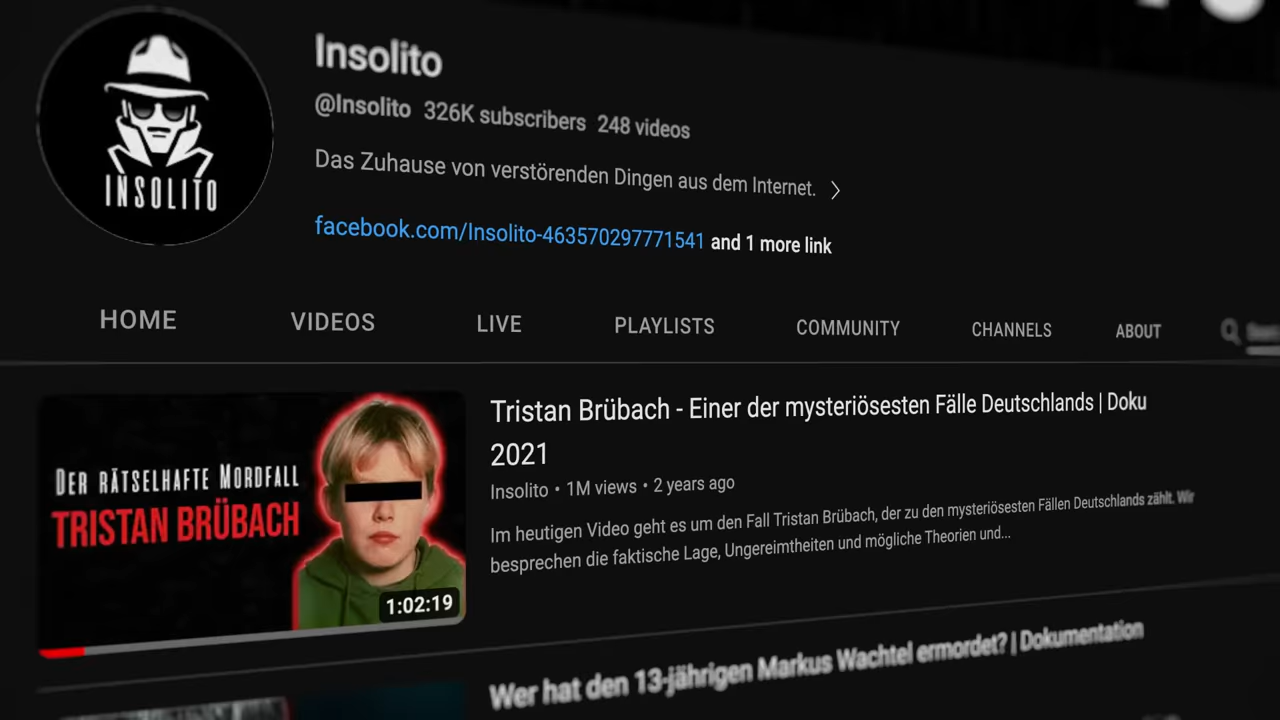 INSOLITO
Insolito
@Insolito 326K subscribers 248 videos
Das Zuhause von verstörenden Dingen aus dem Internet.
facebook.com/Insolito-463570297771541 and 1 more link
HOME VIDEOS LIVE PLAYLISTS COMMUNITY CHANNELS ABOUT
DER RÄTSELHAFTE MORDFALL
TRISTAN BRÜBACH
1:02:19
Tristan Brübach - Einer der mysteriösesten Fälle Deutschlands | Doku
2021
Insolito • 1M views • 2 years ago
Im heutigen Video geht es um den Fall Tristan Brübach, der zu den mysteriösesten Fällen Deutschlands zählt. Wir
besprechen die faktische Lage, Ungereimtheiten und mögliche Theorien und...
Wer hat den 13-jährigen Markus Wachtel ermordet? | Dokumentation